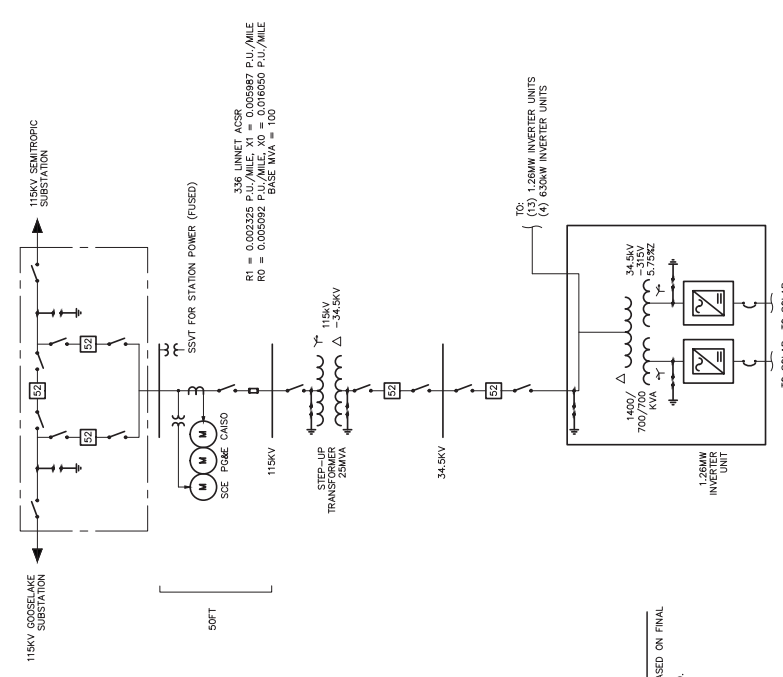 115KV GOOSELAKE
SUBSTATION
115KV SEMITROPIC
SUBSTATION
52
52
52
SSVT FOR STATION POWER (FUSED)
M
M
M
SCE PG&E CAISO
50FT
115KV
336 LINNET ACSR
R1 = 0.002325 P.U./MILE, X1 = 0.005987 P.U./MILE
R0 = 0.005092 P.U./MILE, X0 = 0.016050 P.U./MILE
BASE MVA = 100
STEP-UP
TRANSFORMER
25MVA
115kV
-34.5KV
52
34.5KV
52
TO:
(13) 1.26MW INVERTER UNITS
(4) 630kW INVERTER UNITS
1.26MW
INVERTER
UNIT
1400/
700/700
KVA
34.5kV
-315V
5.75%Z
ASED ON FINAL